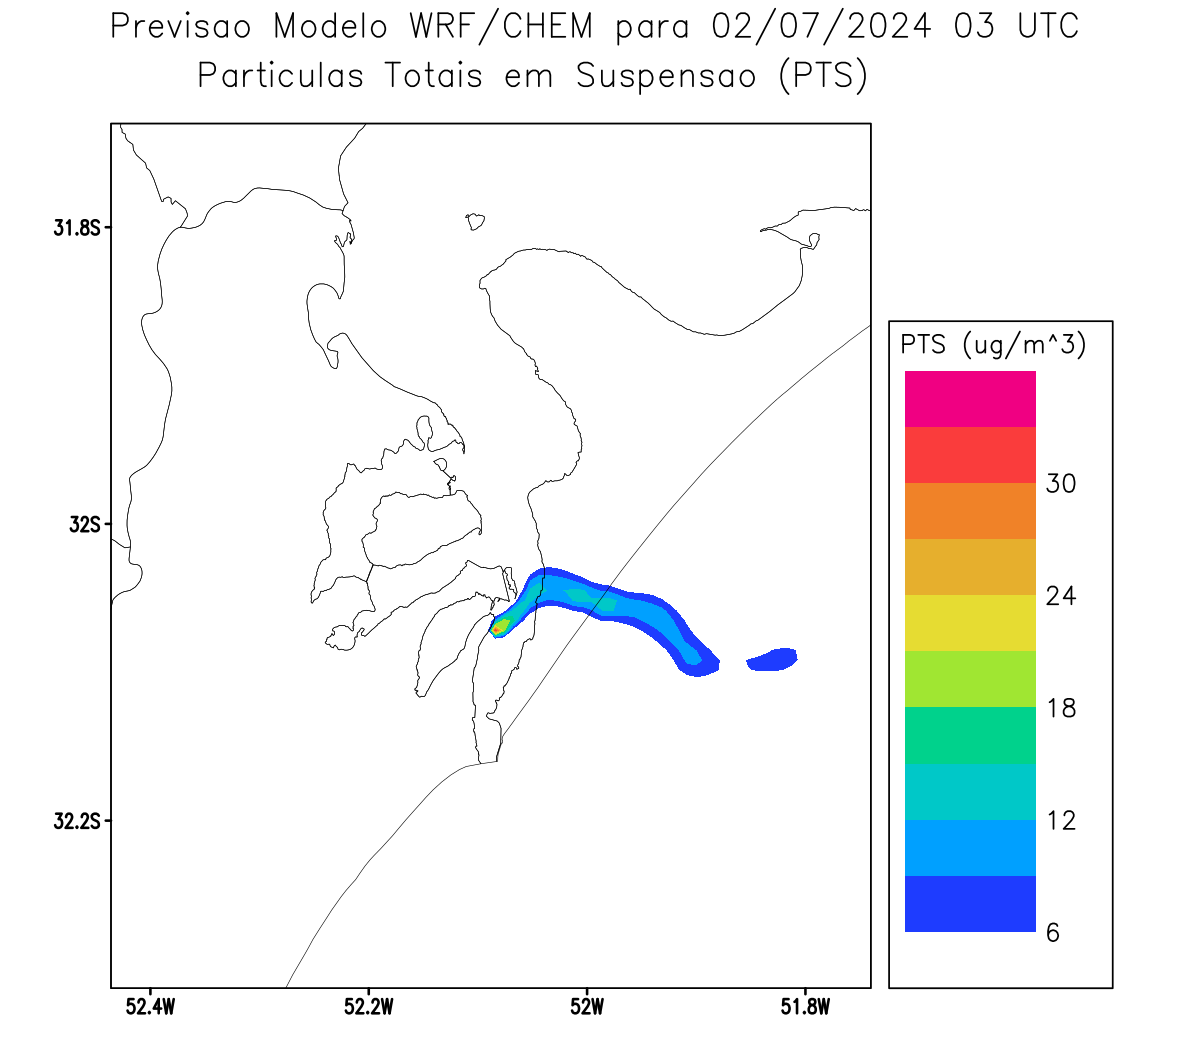 Previsao Modelo WRF/CHEM para 02/07/2024 03 UTC
Particulas Totais em Suspensao (PTS)
31.8S
32S
32.2S
52.4W
52.2W
52W
51.8W
PTS (ug/m^3)
30
24
18
12
6